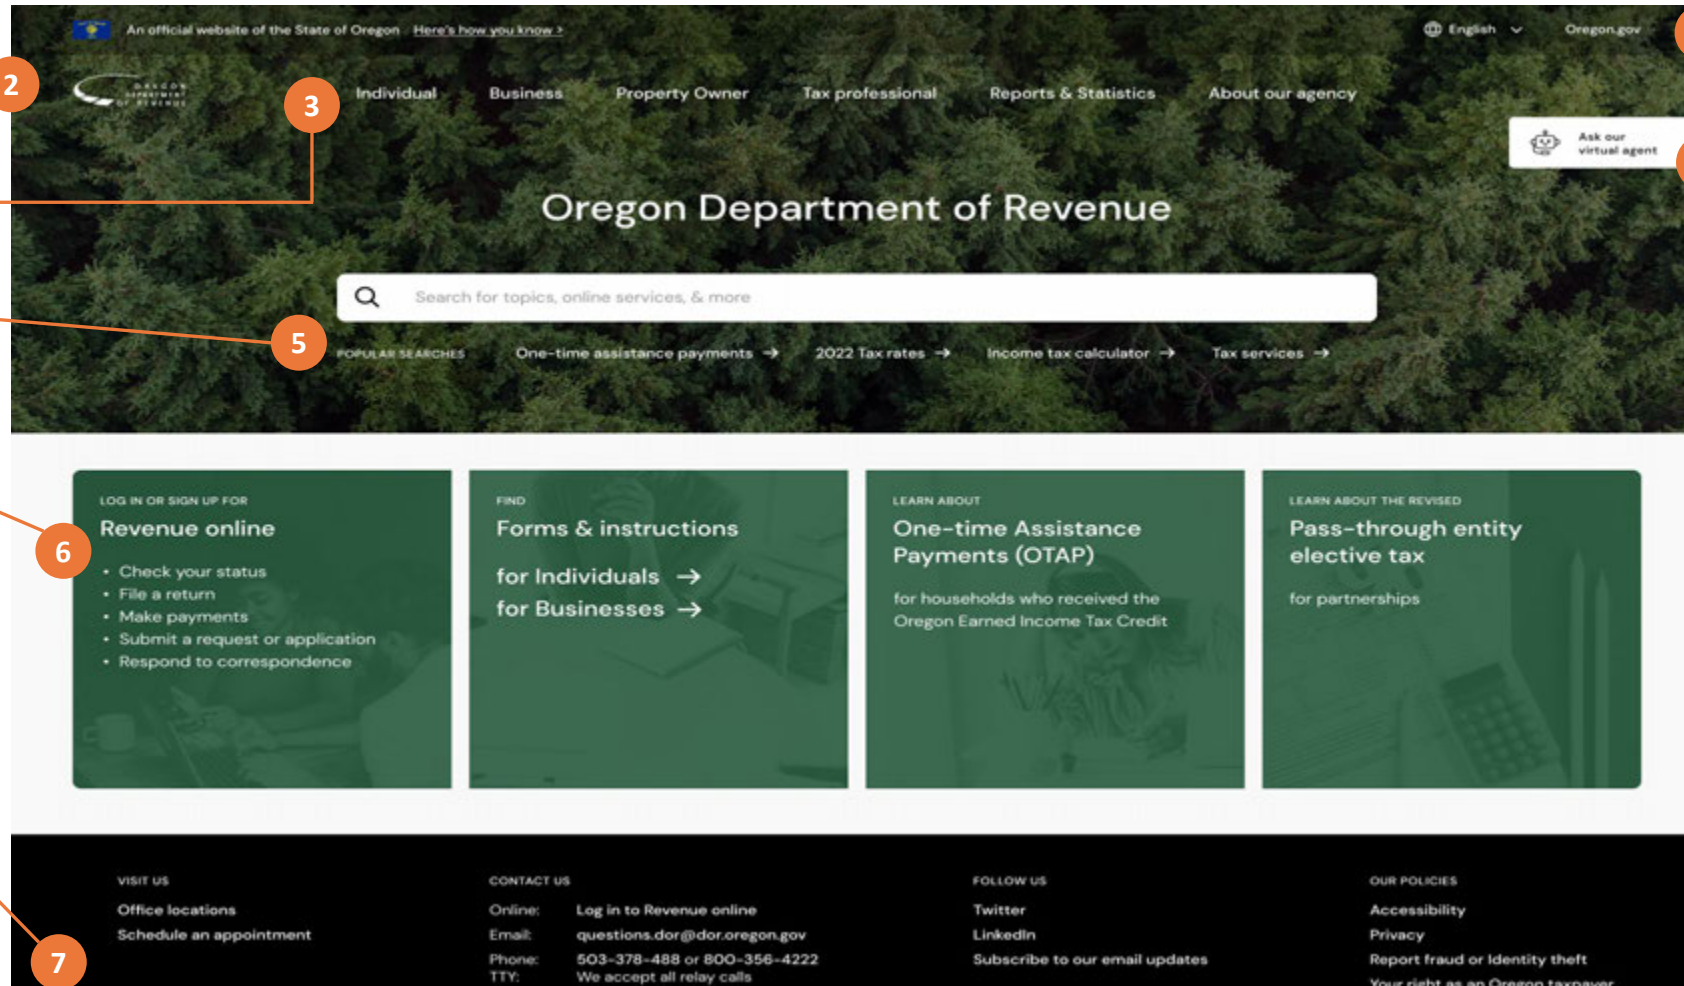 An official website of the State of Oregon Here's how you know >
English
Oregon.gov
2
OREGON
DEPARTMENT
OF REVENUE
3
Individual
Business
Property Owner
Tax professional
Reports & Statistics
About our agency
Ask our
virtual agent
Oregon Department of Revenue
Search for topics, online services, & more
5
POPULAR SEARCHES
One-time assistance payments →
2022 Tax rates →
Income tax calculator →
Tax services →
6
LOG IN OR SIGN UP FOR
Revenue online
• Check your status
• File a return
• Make payments
• Submit a request or application
• Respond to correspondence
FIND
Forms & instructions
for Individuals →
for Businesses →
LEARN ABOUT
One-time Assistance
Payments (OTAP)
for households who received the
Oregon Earned Income Tax Credit
LEARN ABOUT THE REVISED
Pass-through entity
elective tax
for partnerships
7
VISIT US
Office locations
Schedule an appointment
CONTACT US
Online: Log in to Revenue online
Email: questions.dor@dor.oregon.gov
Phone: 503-378-488 or 800-356-4222
TTY: We accept all relay calls
FOLLOW US
Twitter
LinkedIn
Subscribe to our email updates
OUR POLICIES
Accessibility
Privacy
Report fraud or Identity theft
Your right as an Oregon taxpayer